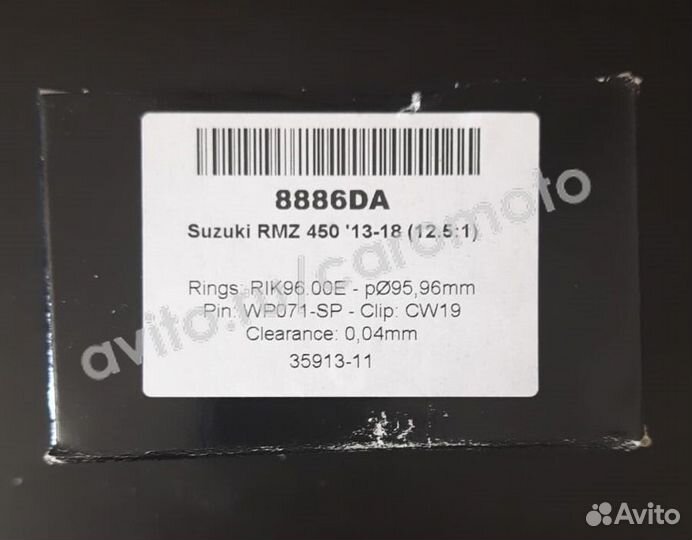 8886DA
Suzuki RMZ 450 '13-18 (12.5:1)
Rings: RIK96.00E - pØ95,96mm
Pin: WP071-SP - Clip: CW19
Clearance: 0,04mm
35913-11
avito.ru/caromoto
Avito